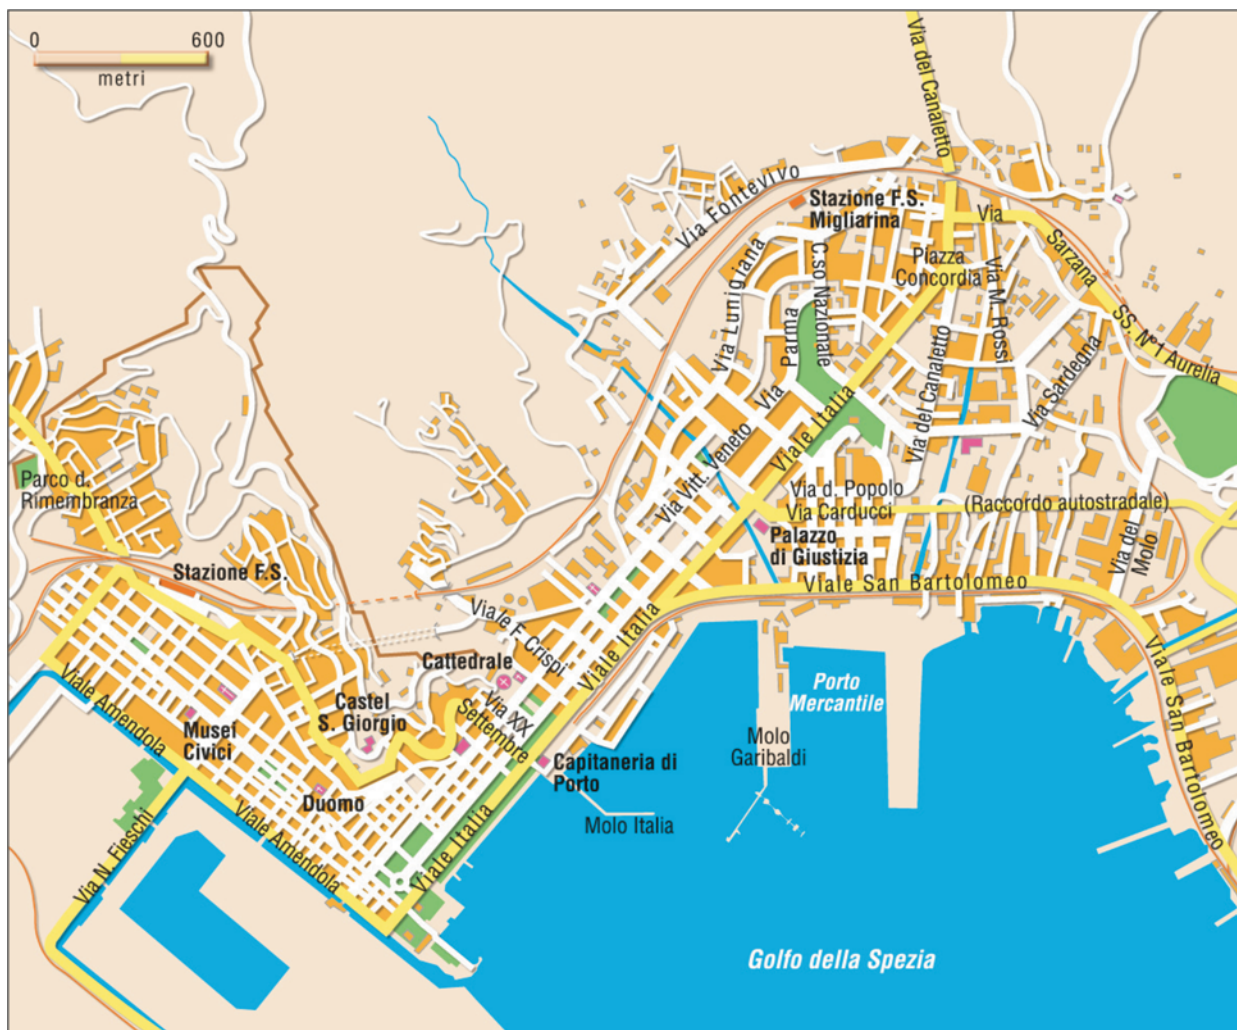 0 600
metri
Via del Canaletto
Via Fontevivo
Stazione F.S.
Migliarina
Via
Sarzana
SS. N°1 Aurelia
Piazza
Concordia
Via M. Rossi
C.so Nazionale
Via Lunigiana
Via Parma
Viale Italia
Via del Canaletto
Via Sardegna
Via Vitt. Veneto
Parco d.
Rimembranza
Via d. Popolo
Via Carducci
(Raccordo autostradale)
Palazzo
di Giustizia
Via del
Molo
Stazione F.S.
Viale San Bartolomeo
Viale F. Crispi
Viale Italia
Cattedrale
Via XX
Settembre
Castel
S. Giorgio
Viale Amendola
Musei
Civici
Porto
Mercantile
Viale San Bartolomeo
Molo
Garibaldi
Capitaneria di
Porto
Duomo
Molo Italia
Via N. Fieschi
Viale Amendola
Viale Italia
Golfo della Spezia